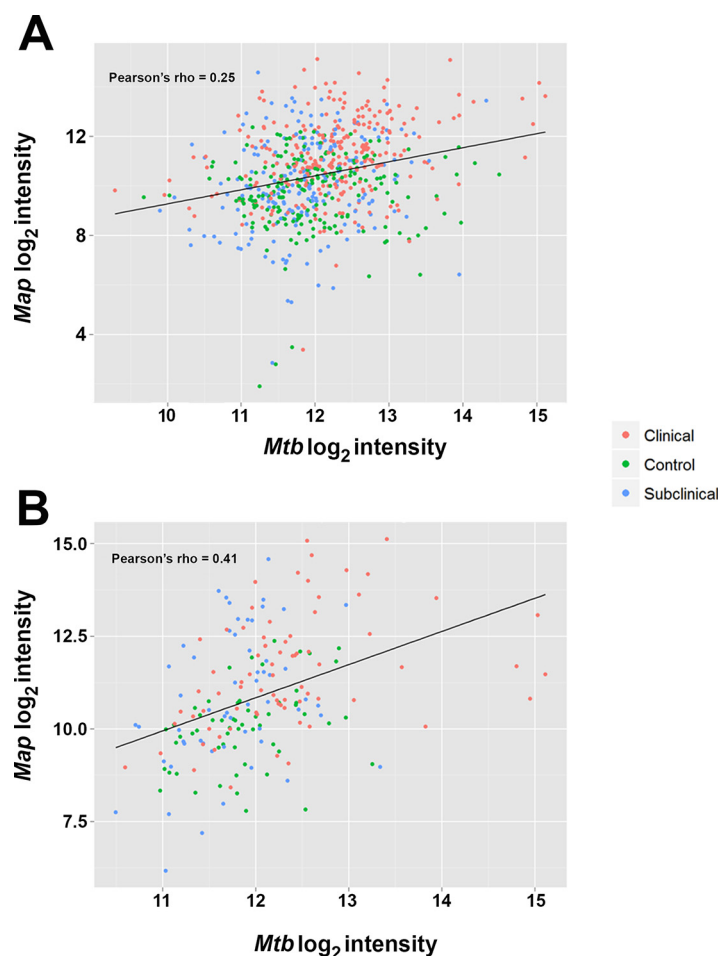 A
Pearson's rho = 0.25
12
8
4
Map log2 intensity
10 11 12 13 14 15
Mtb log2 intensity
Clinical
Control
Subclinical
B
Pearson's rho = 0.41
15.0
12.5
10.0
7.5
Map log2 intensity
11 12 13 14 15
Mtb log2 intensity